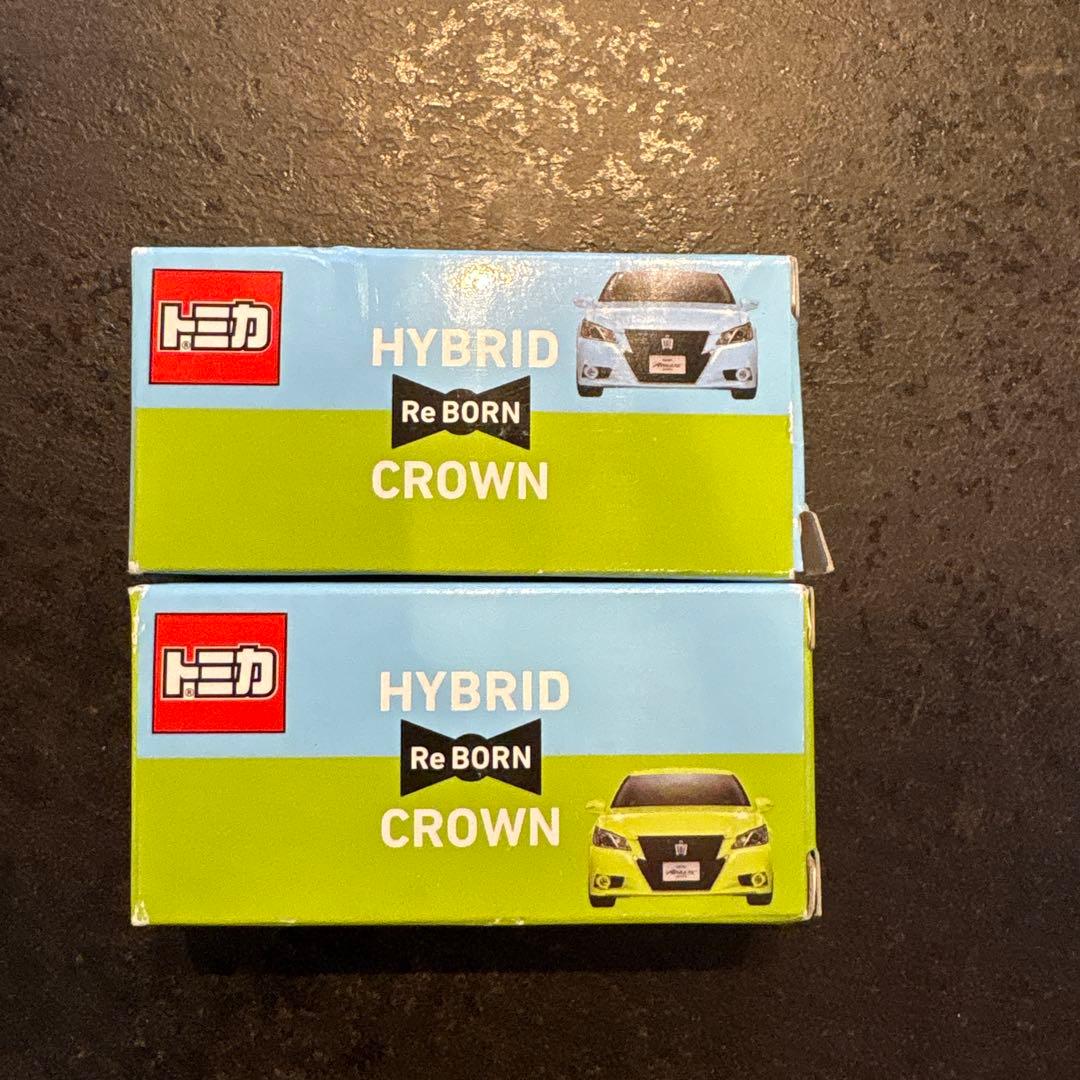 トミカ
HYBRID
Re BORN
CROWN
トミカ
HYBRID
Re BORN
CROWN